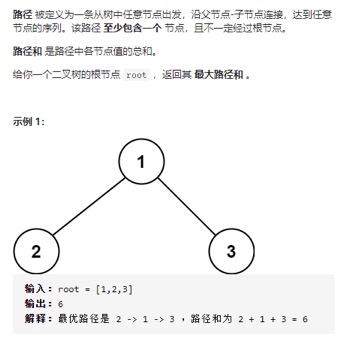 路径 被定义为一条从树中任意节点出发，沿父节点-子节点连接，达到任意
节点的序列。该路径 至少包含一个 节点，且不一定经过根节点。
路径和 是路径中各节点值的总和。
给你一个二叉树的根节点 root ，返回其 最大路径和 。
示例 1：
1
2
3
输入：root = [1,2,3]
输出：6
解释：最优路径是 2 -> 1 -> 3 ，路径和为 2 + 1 + 3 = 6